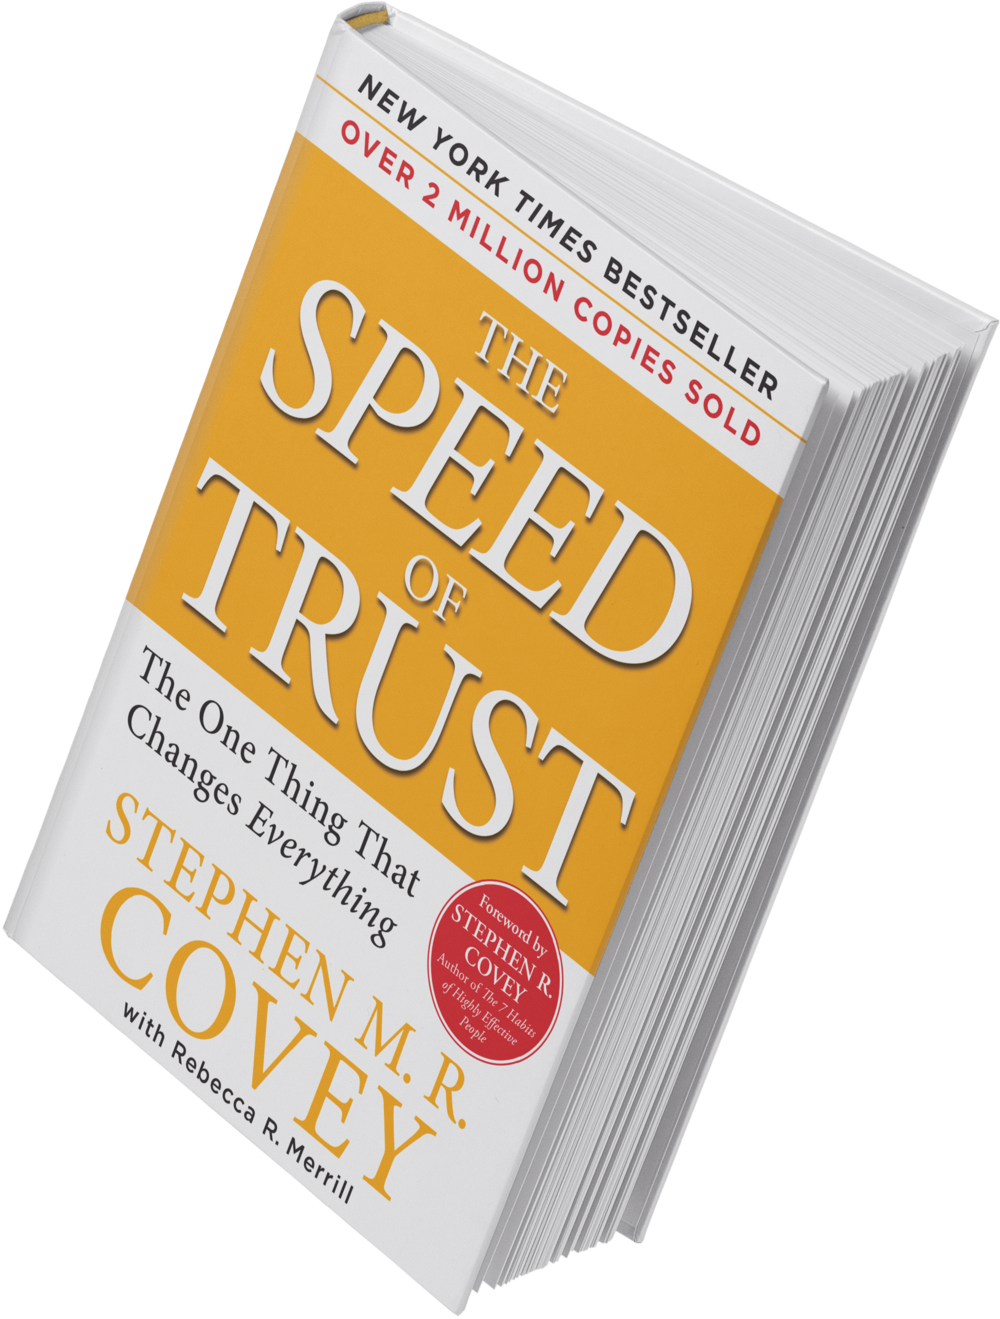 NEW YORK TIMES BESTSELLER
OVER 2 MILLION COPIES SOLD
THE
SPEED
OF
TRUST
The One Thing That
Changes Everything
Foreword by
STEPHEN R.
COVEY
Author of The 7 Habits
of Highly Effective
People
STEPHEN M. R.
COVEY
with Rebecca R. Merrill